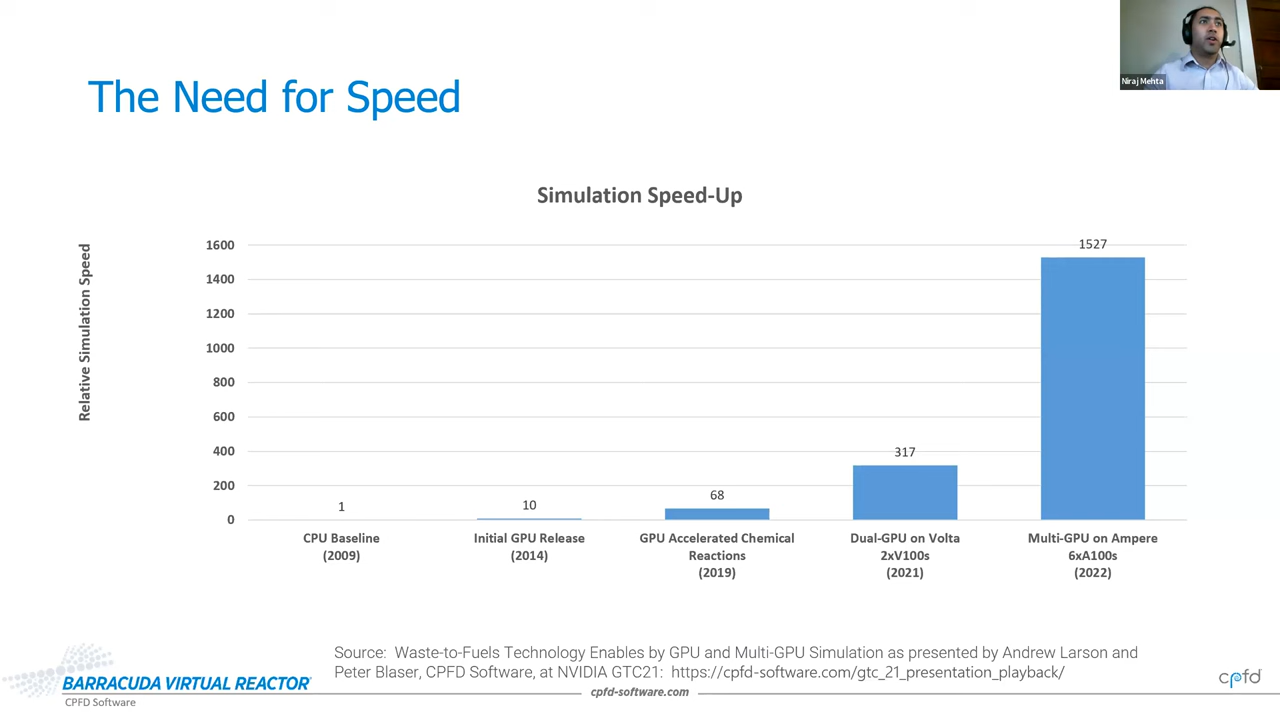 Niraj Mehta
The Need for Speed
Simulation Speed-Up
Relative Simulation Speed
1600
1400
1200
1000
800
600
400
200
0
1
10
68
317
1527
CPU Baseline
(2009)
Initial GPU Release
(2014)
GPU Accelerated Chemical
Reactions
(2019)
Dual-GPU on Volta
2xV100s
(2021)
Multi-GPU on Ampere
6xA100s
(2022)
Source: Waste-to-Fuels Technology Enables by GPU and Multi-GPU Simulation as presented by Andrew Larson and
Peter Blaser, CPFD Software, at NVIDIA GTC21: https://cpfd-software.com/gtc_21_presentation_playback/
BARRACUDA VIRTUAL REACTOR
CPFD Software
cpfd-software.com
cpfd